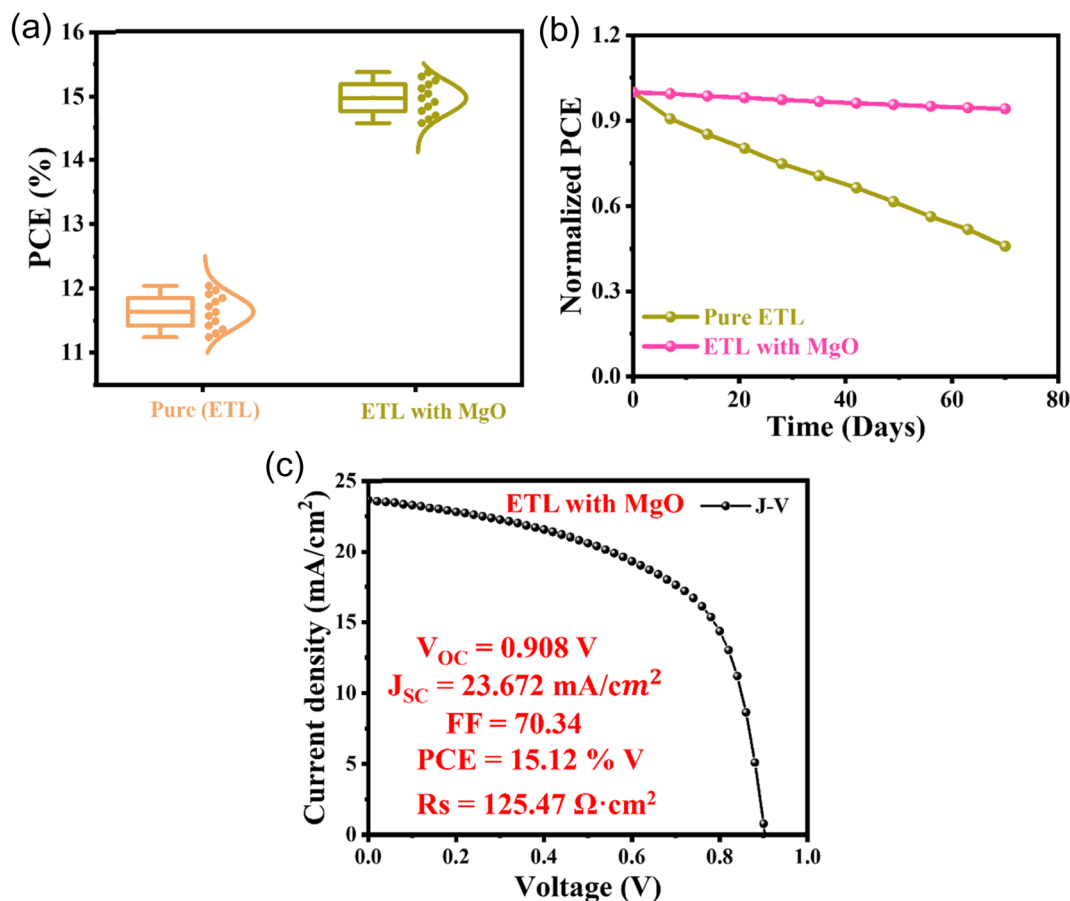 (a)
16
15
14
13
12
11
PCE (%)
Pure (ETL)
ETL with MgO
(b)
1.2
0.9
0.6
0.3
0.0
Normalized PCE
Pure ETL
ETL with MgO
0
20
40
60
80
Time (Days)
(c)
25
20
15
10
5
0
Current density (mA/cm²)
ETL with MgO
J-V
V_OC = 0.908 V
J_SC = 23.672 mA/cm²
FF = 70.34
PCE = 15.12 % V
Rs = 125.47 Ω·cm²
0.0
0.2
0.4
0.6
0.8
1.0
Voltage (V)